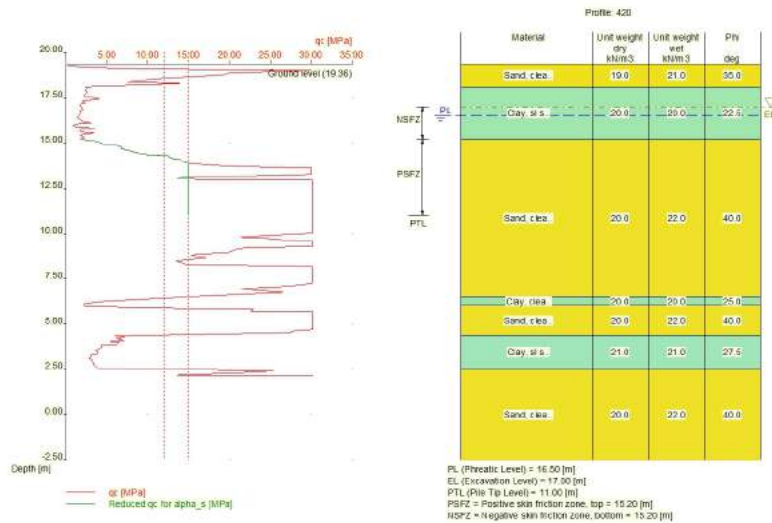 Profile: 420
qc [MPa]
20.00 5.00 10.00 15.00 20.00 25.00 30.00 35.00
Ground level (19.36)
17.50
15.00
12.50
10.00
7.50
5.00
2.50
0.00
-2.50
Depth [m]
qc [MPa]
Reduced qc for alpha_s [MPa]
Material Unit weight dry kN/m3 Unit weight wet kN/m3 Phi deg
Sand, clea.. 19.0 21.0 35.0
PL
NSFZ
Clay, sl s.. 20.0 20.0 22.5
EL
PSFZ
PTL
Sand, clea.. 20.0 22.0 40.0
Clay, clea.. 20.0 20.0 25.0
Sand, clea.. 20.0 22.0 40.0
Clay, sl s.. 21.0 21.0 27.5
Sand, clea.. 20.0 22.0 40.0
PL (Phreatic Level) = 16.50 [m]
EL (Excavation Level) = 17.00 [m]
PTL (Pile Tip Level) = 11.00 [m]
PSFZ = Positive skin friction zone, top = 15.20 [m]
NSFZ = Negative skin friction zone, bottom = 15.20 [m]